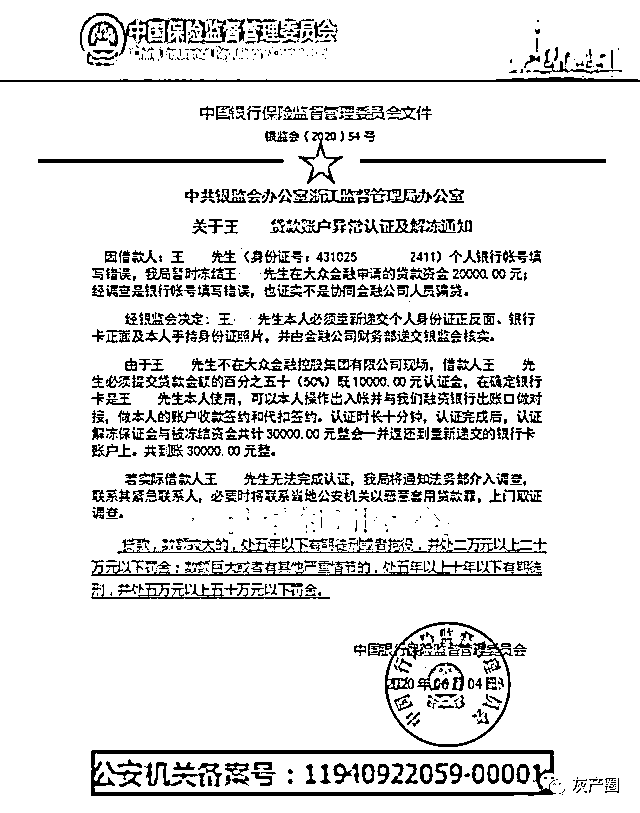 中国保险监督管理委员会
中国银行保险监督管理委员会文件
银监会（2020）54 号
中共银监会办公室浙江监督管理局办公室
关于王 贷款账户异常认证及解冻通知
因借款人：王 先生（身份证号：431025 2411）个人银行帐号填
写错误，我局暂时冻结王 先生在大众金融申请的贷款资金 20000.00 元；
经调查是银行帐号填写错误，也证实不是协同金融公司人员骗贷。
经银监会决定：王 先生本人必须重新递交个人身份证正反面、银行
卡正面及本人手持身份证照片，并由金融公司财务部递交银监会核实。
由于王 先生不在大众金融控股集团有限公司现场，借款人王 先
生必须提交贷款金额的百分之五十（50%）既 10000.00 元认证金，在确定银行
卡是王 先生本人使用，可以本人操作出入帐并与我们融资银行出账口做对
接，做本人的账户收款签约和代扣签约。认证时长十分钟，认证完成后，认证
解冻保证金与被冻结资金共计 30000.00 元整会一并退还到重新递交的银行卡
账户上。共到账 30000.00 元整。
若实际借款人王 先生无法完成认证，我局将通知法务部介入调查，
联系其紧急联系人，必要时将联系当地公安机关以恶意套用贷款罪，上门取证
调查。
贷款，数额较大的，处五年以下有期徒刑或者拘役，并处二万元以上二十
万元以下罚金；数额巨大或者有其他严重情节的，处五年以上十年以下有期徒
刑，并处五万元以上五十万元以下罚金。
中国银行保险监督管理委员会
2020 年 06 月 04 日
中国银行保险监督管理委员会
公安机关备案号：11940922059-00001
灰产圈